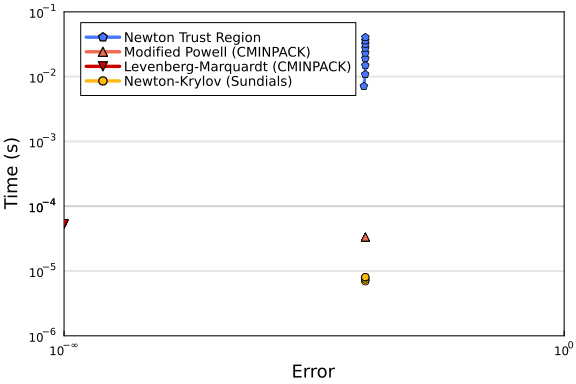 10⁻¹
Newton Trust Region
Modified Powell (CMINPACK)
Levenberg-Marquardt (CMINPACK)
Newton-Krylov (Sundials)
10⁻²
10⁻³
Time (s)
10⁻⁴
10⁻⁵
10⁻⁶
10⁻∞
10⁰
Error